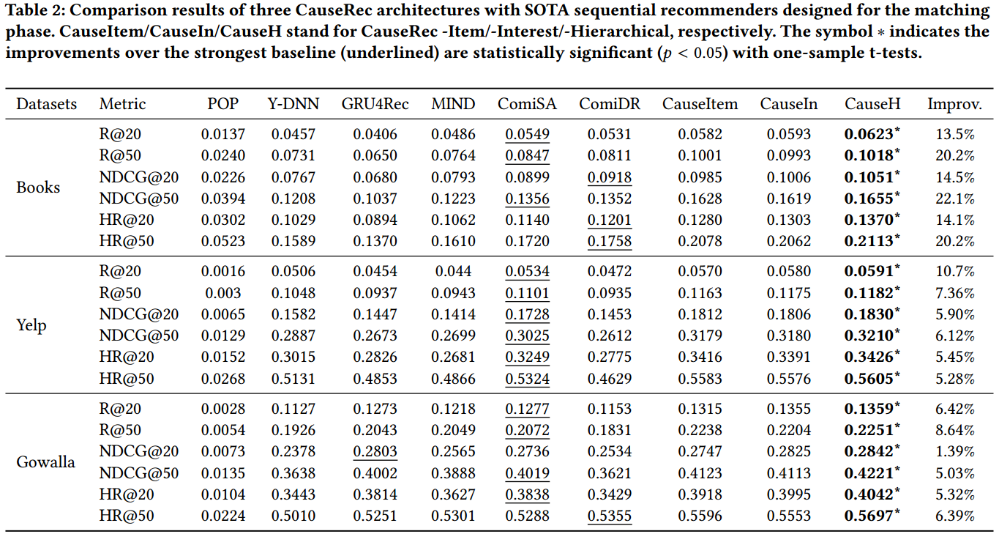 Table 2: Comparison results of three CauseRec architectures with SOTA sequential recommenders designed for the matching
phase. CauseItem/CauseIn/CauseH stand for CauseRec -Item/-Interest/-Hierarchical, respectively. The symbol * indicates the
improvements over the strongest baseline (underlined) are statistically significant (p < 0.05) with one-sample t-tests.
Datasets Metric POP Y-DNN GRU4Rec MIND ComiSA ComiDR CauseItem CauseIn CauseH Improv.
R@20 0.0137 0.0457 0.0406 0.0486 0.0549 0.0531 0.0582 0.0593 0.0623* 13.5%
R@50 0.0240 0.0731 0.0650 0.0764 0.0847 0.0811 0.1001 0.0993 0.1018* 20.2%
NDCG@20 0.0226 0.0767 0.0680 0.0793 0.0899 0.0918 0.0985 0.1006 0.1051* 14.5%
Books
NDCG@50 0.0394 0.1208 0.1037 0.1223 0.1356 0.1352 0.1628 0.1619 0.1655* 22.1%
HR@20 0.0302 0.1029 0.0894 0.1062 0.1140 0.1201 0.1280 0.1303 0.1370* 14.1%
HR@50 0.0523 0.1589 0.1370 0.1610 0.1720 0.1758 0.2078 0.2062 0.2113* 20.2%
R@20 0.0016 0.0506 0.0454 0.044 0.0534 0.0472 0.0570 0.0580 0.0591* 10.7%
R@50 0.003 0.1048 0.0937 0.0943 0.1101 0.0935 0.1163 0.1175 0.1182* 7.36%
NDCG@20 0.0065 0.1582 0.1447 0.1414 0.1728 0.1453 0.1812 0.1806 0.1830* 5.90%
Yelp
NDCG@50 0.0129 0.2887 0.2673 0.2699 0.3025 0.2612 0.3179 0.3180 0.3210* 6.12%
HR@20 0.0152 0.3015 0.2826 0.2681 0.3249 0.2775 0.3416 0.3391 0.3426* 5.45%
HR@50 0.0268 0.5131 0.4853 0.4866 0.5324 0.4629 0.5583 0.5576 0.5605* 5.28%
R@20 0.0028 0.1127 0.1273 0.1218 0.1277 0.1153 0.1315 0.1355 0.1359* 6.42%
R@50 0.0054 0.1926 0.2043 0.2049 0.2072 0.1831 0.2238 0.2204 0.2251* 8.64%
NDCG@20 0.0073 0.2378 0.2803 0.2565 0.2736 0.2534 0.2747 0.2825 0.2842* 1.39%
Gowalla
NDCG@50 0.0135 0.3638 0.4002 0.3888 0.4019 0.3621 0.4123 0.4113 0.4221* 5.03%
HR@20 0.0104 0.3443 0.3814 0.3627 0.3838 0.3429 0.3918 0.3995 0.4042* 5.32%
HR@50 0.0224 0.5010 0.5251 0.5301 0.5288 0.5355 0.5596 0.5553 0.5697* 6.39%